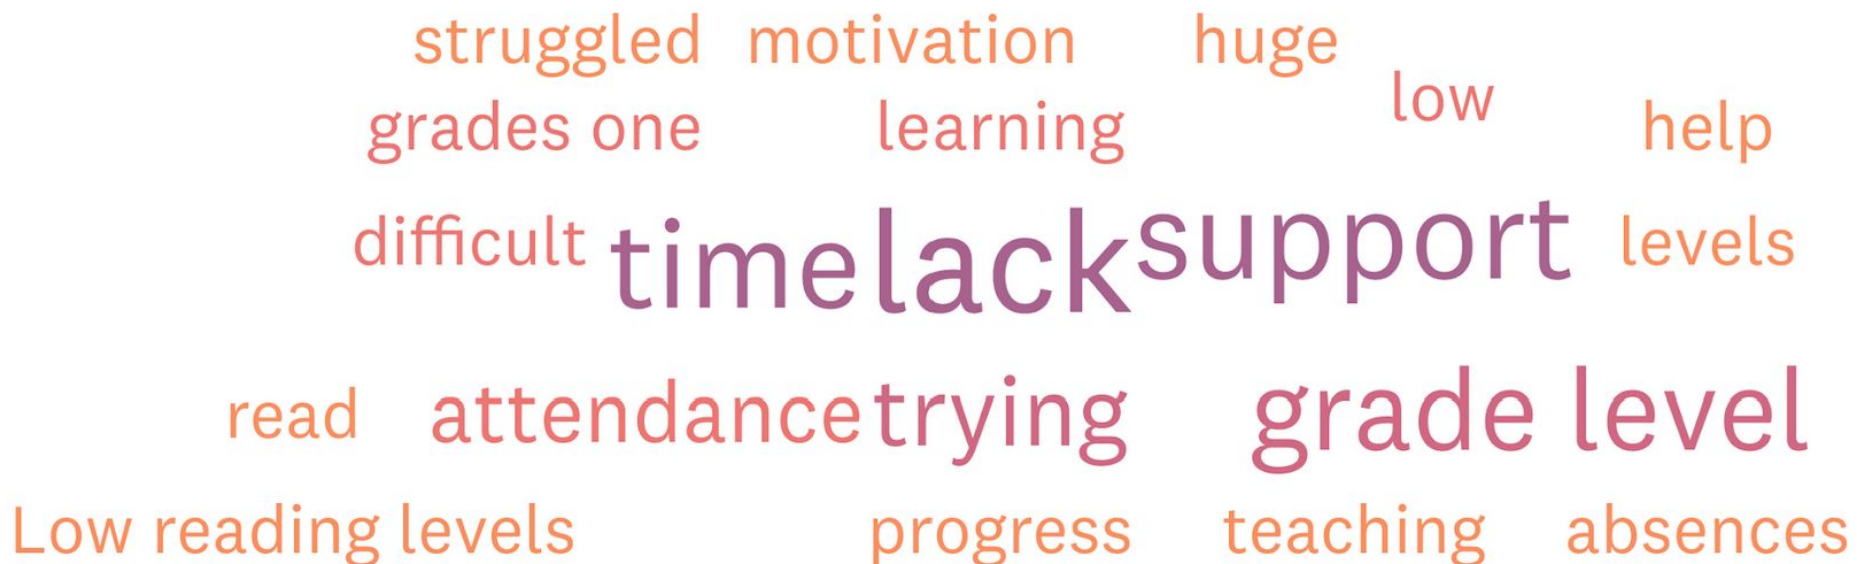 struggled motivation huge
low
grades one learning help
difficult time lack support levels
read attendance trying grade level
Low reading levels progress teaching absences